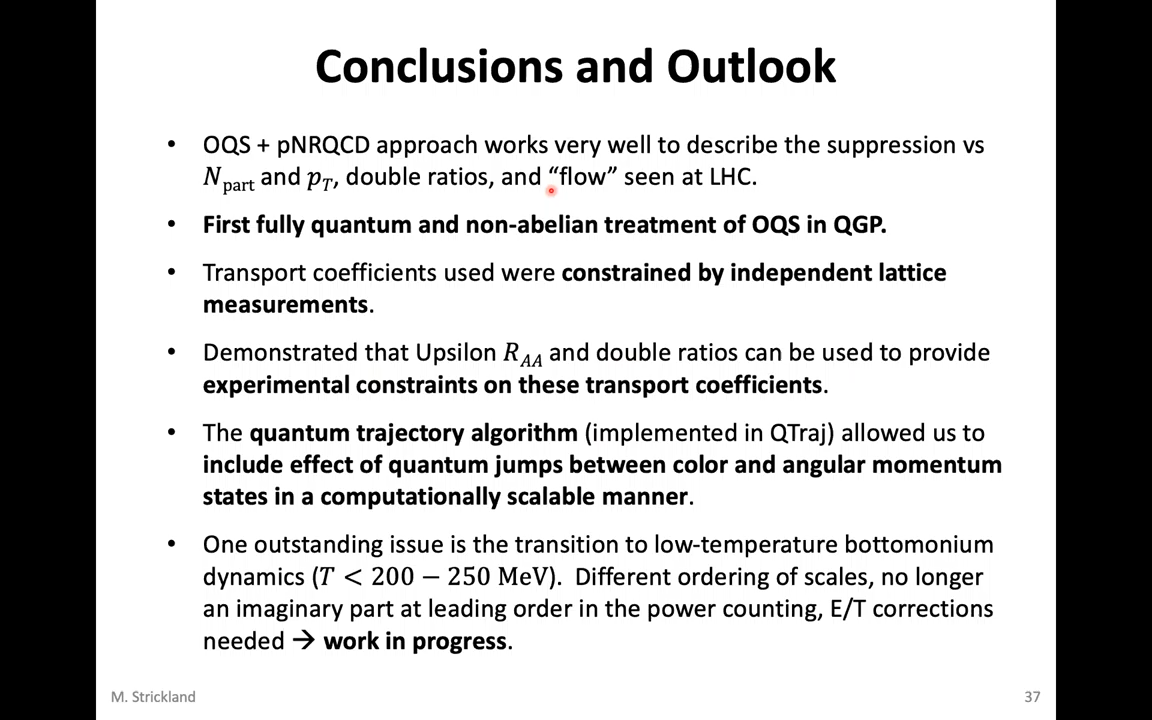 Conclusions and Outlook
• OQS + pNRQCD approach works very well to describe the suppression vs
N_part and p_T, double ratios, and “flow” seen at LHC.
• First fully quantum and non-abelian treatment of OQS in QGP.
• Transport coefficients used were constrained by independent lattice
measurements.
• Demonstrated that Upsilon R_AA and double ratios can be used to provide
experimental constraints on these transport coefficients.
• The quantum trajectory algorithm (implemented in QTraj) allowed us to
include effect of quantum jumps between color and angular momentum
states in a computationally scalable manner.
• One outstanding issue is the transition to low-temperature bottomonium
dynamics (T < 200 − 250 MeV). Different ordering of scales, no longer
an imaginary part at leading order in the power counting, E/T corrections
needed → work in progress.
M. Strickland
37